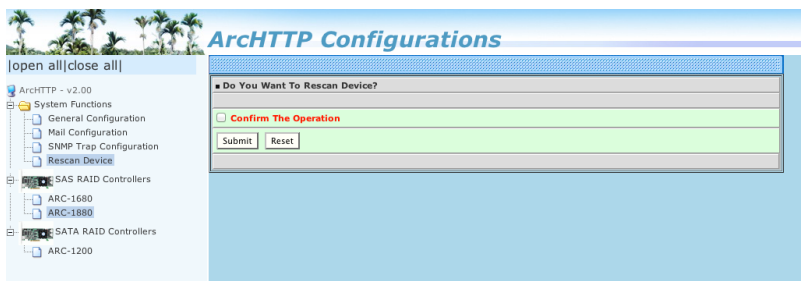 ArcHTTP Configurations
|open all|close all|
ArcHTTP - v2.00
System Functions
General Configuration
Mail Configuration
SNMP Trap Configuration
Rescan Device
SAS RAID Controllers
ARC-1680
ARC-1880
SATA RAID Controllers
ARC-1200
Do You Want To Rescan Device?
Confirm The Operation
Submit Reset